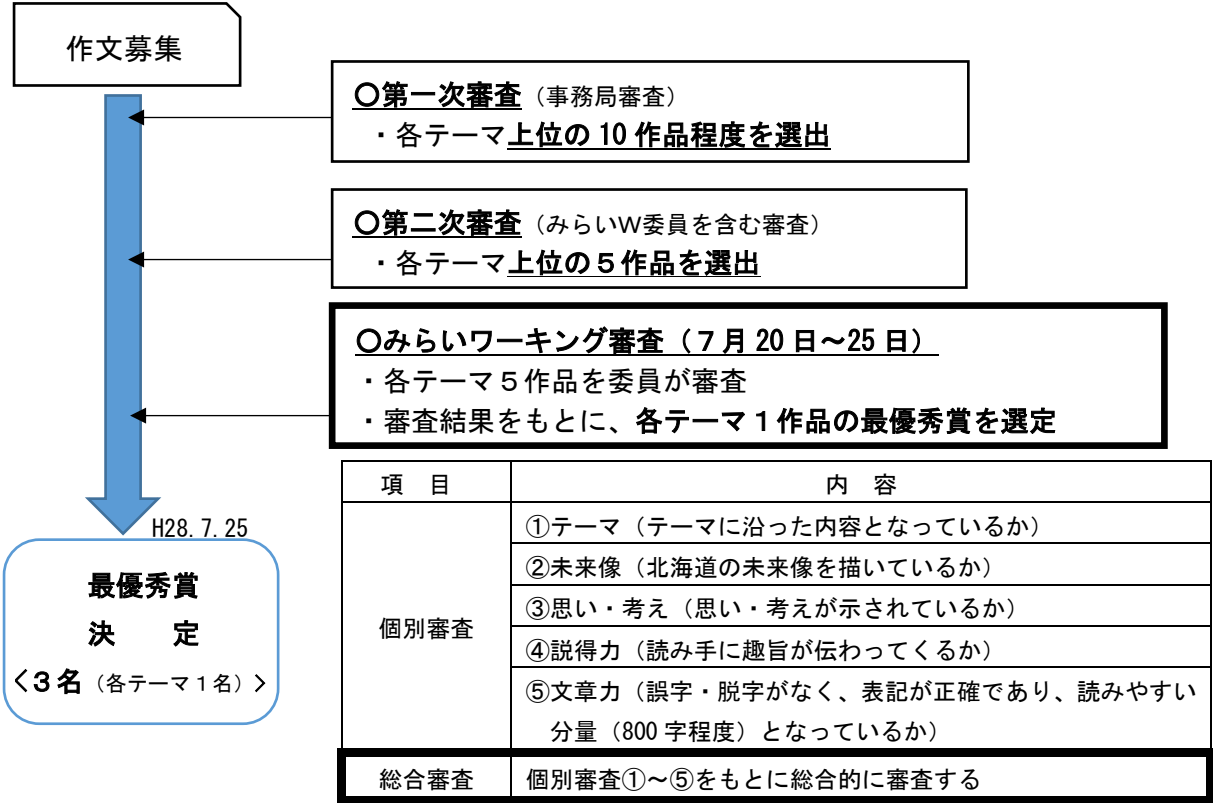 作文募集
〇第一次審査（事務局審査）
・各テーマ上位の 10 作品程度を選出
〇第二次審査（みらいW委員を含む審査）
・各テーマ上位の５作品を選出
〇みらいワーキング審査（７月 20 日～25 日）
・各テーマ５作品を委員が審査
・審査結果をもとに、各テーマ１作品の最優秀賞を選定
H28.7.25
最優秀賞
決　　定
＜３名（各テーマ１名）＞
項　目
内　容
個別審査
①テーマ（テーマに沿った内容となっているか）
②未来像（北海道の未来像を描いているか）
③思い・考え（思い・考えが示されているか）
④説得力（読み手に趣旨が伝わってくるか）
⑤文章力（誤字・脱字がなく、表記が正確であり、読みやすい
分量（800 字程度）となっているか）
総合審査
個別審査①～⑤をもとに総合的に審査する